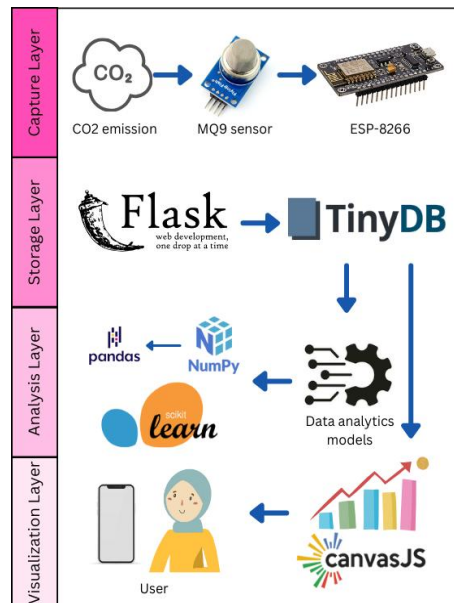 Capture Layer
CO₂
CO2 emission
MQ9 sensor
ESP-8266
Storage Layer
Flask
web development,
one drop at a time
TinyDB
Analysis Layer
pandas
NumPy
scikit
learn
Data analytics
models
Visualization Layer
User
canvasJS